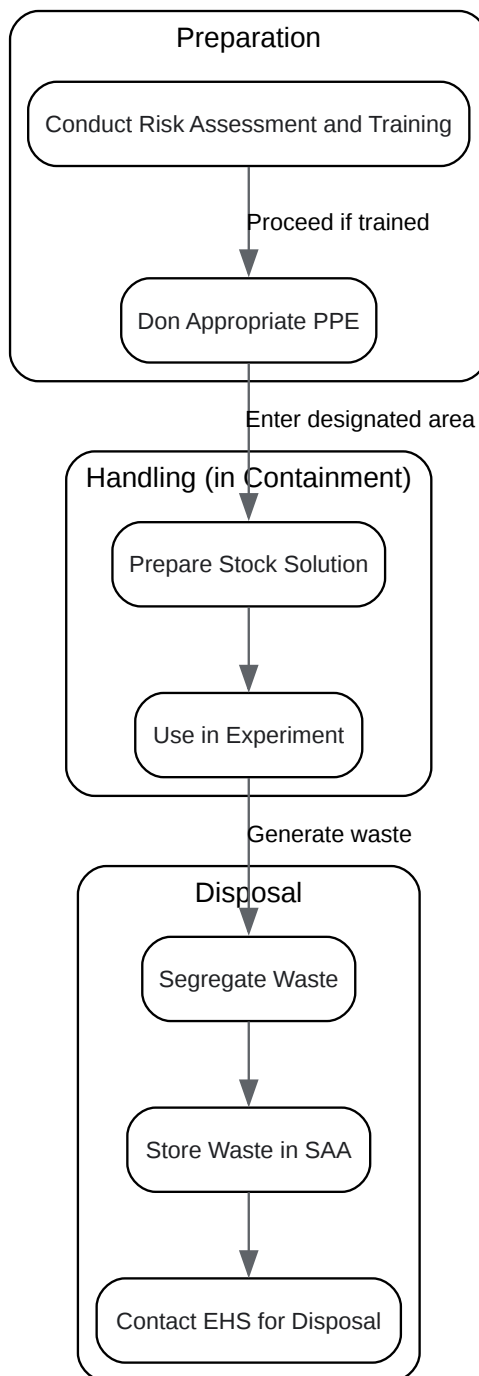 Preparation
Conduct Risk Assessment and Training
Proceed if trained
Don Appropriate PPE
Enter designated area
Handling (in Containment)
Prepare Stock Solution
Use in Experiment
Generate waste
Disposal
Segregate Waste
Store Waste in SAA
Contact EHS for Disposal